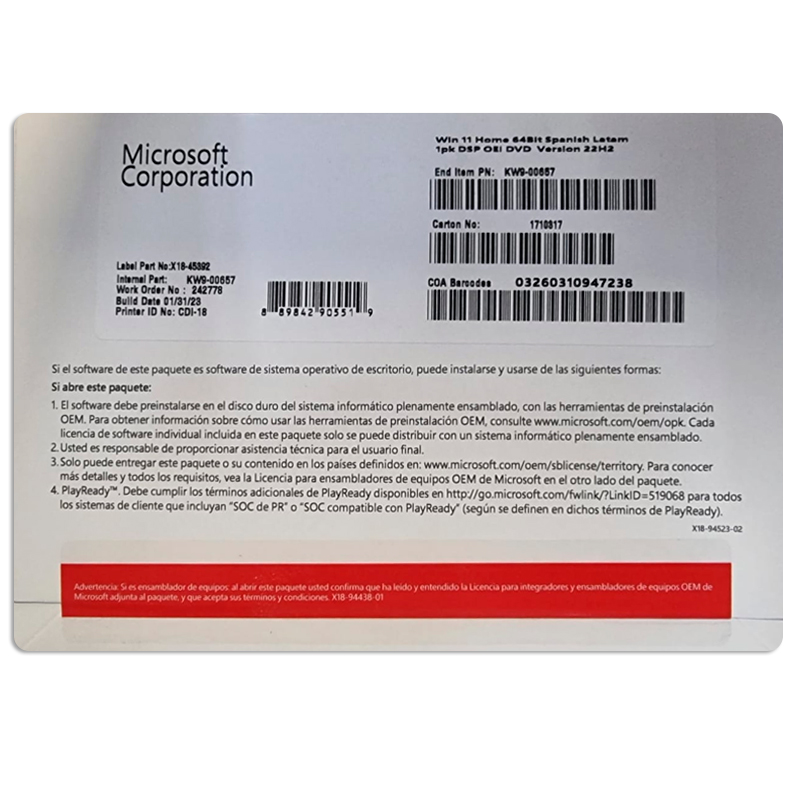 Microsoft
Corporation
Win 11 Home 64Bit Spanish Latam
1pk DSP OEI DVD Version 22H2
End Item PN: KW9-00657
Carton No: 1710317
COA Barcodes 03260310947238
Label Part No:X18-45392
Internal Part: KW9-00657
Work Order No : 242778
Build Date 01/31/23
Printer ID No: CDI-18
8 89842 90551 9
Si el software de este paquete es software de sistema operativo de escritorio, puede instalarse y usarse de las siguientes formas:
Si abre este paquete:
1. El software debe preinstalarse en el disco duro del sistema informático plenamente ensamblado, con las herramientas de preinstalación
OEM. Para obtener información sobre cómo usar las herramientas de preinstalación OEM, consulte www.microsoft.com/oem/opk. Cada
licencia de software individual incluida en este paquete solo se puede distribuir con un sistema informático plenamente ensamblado.
2. Usted es responsable de proporcionar asistencia técnica para el usuario final.
3. Solo puede entregar este paquete o su contenido en los países definidos en: www.microsoft.com/oem/sblicense/territory. Para conocer
más detalles y todos los requisitos, vea la Licencia para ensambladores de equipos OEM de Microsoft en el otro lado del paquete.
4. PlayReady™. Debe cumplir los términos adicionales de PlayReady disponibles en http://go.microsoft.com/fwlink/?LinkID=519068 para todos
los sistemas de cliente que incluyan "SOC de PR" o "SOC compatible con PlayReady" (según se definen en dichos términos de PlayReady).
X18-94523-02
Advertencia: Si es ensamblador de equipos: al abrir este paquete usted confirma que ha leído y entendido la Licencia para integradores y ensambladores de equipos OEM de
Microsoft adjunta al paquete, y que acepta sus términos y condiciones. X18-94438-01